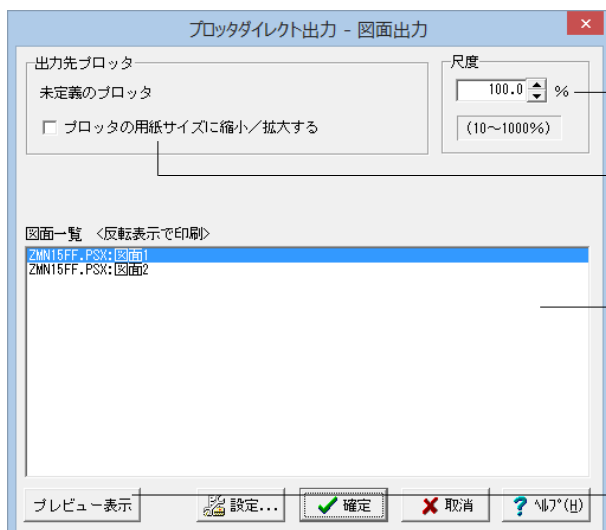 プロッタダイレクト出力 - 図面出力
出力先プロッタ
未定義のプロッタ
プロッタの用紙サイズに縮小／拡大する
尺度
100.0 %
(10～1000%)
図面一覧 <反転表示で印刷>
ZMN15FF.PSX:図面1
ZMN15FF.PSX:図面2
プレビュー表示
設定...
確定
取消
ﾍﾙﾌﾟ(H)